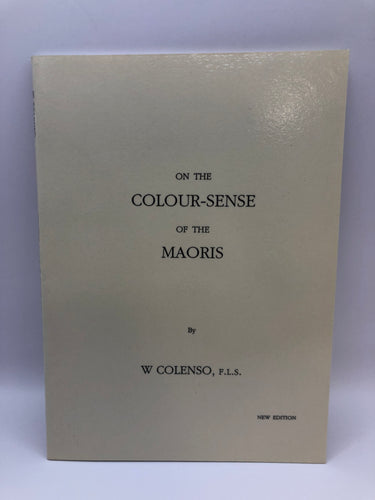 ON THE
COLOUR-SENSE
OF THE
MAORIS
By
W COLENSO, F.L.S.
NEW EDITION